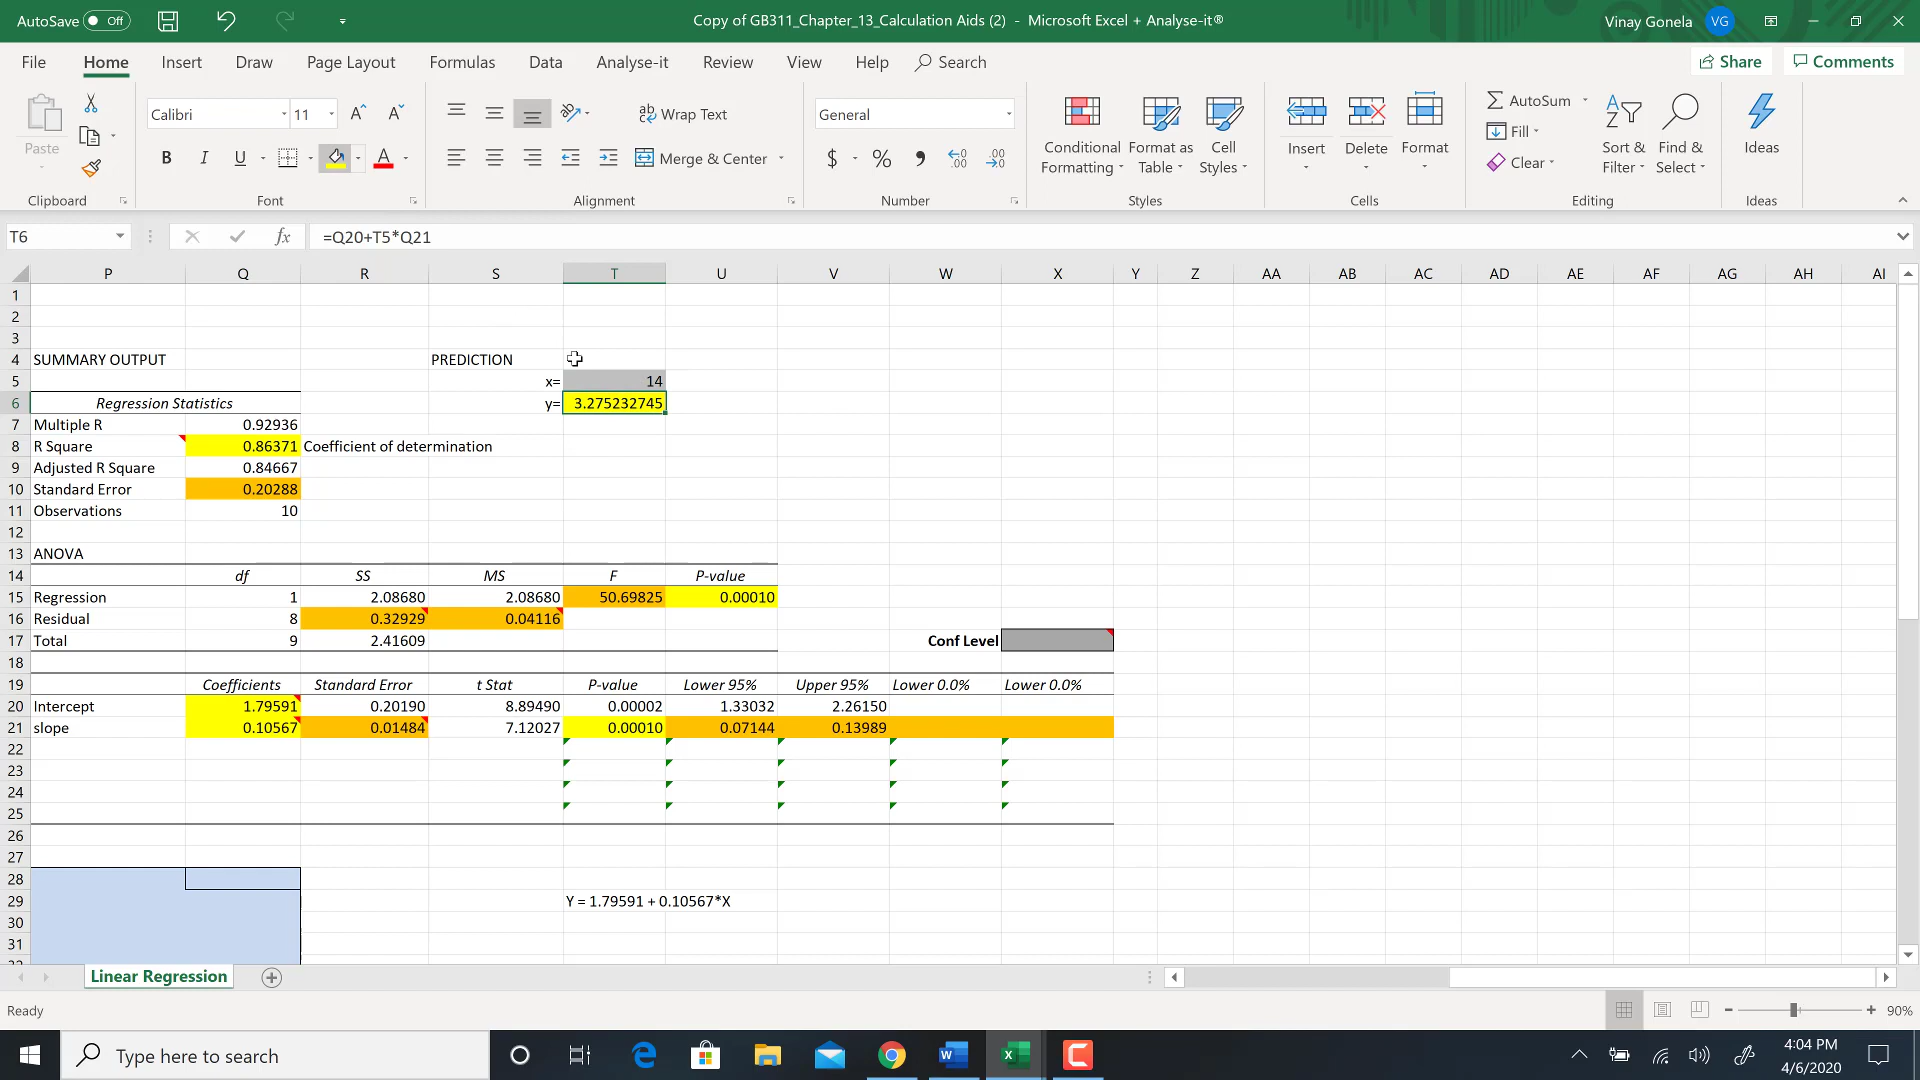 AutoSave Off
Copy of GB311_Chapter_13_Calculation Aids (2) - Microsoft Excel + Analyse-it®
Vinay Gonela VG
File Home Insert Draw Page Layout Formulas Data Analyse-it Review View Help Search Share Comments
Calibri 11
Wrap Text
General
AutoSum
Fill
Clear
Paste
B I U
Merge & Center
$ % ,
Conditional Formatting
Format as Table
Cell Styles
Insert Delete Format
Sort & Filter
Find & Select
Ideas
Clipboard Font Alignment Number Styles Cells Editing Ideas
T6 fx =Q20+T5*Q21
P Q R S T U V W X Y Z AA AB AC AD AE AF AG AH AI
1
2
3
4 SUMMARY OUTPUT PREDICTION
5 x= 14
6 Regression Statistics y= 3.275232745
7 Multiple R 0.92936
8 R Square 0.86371 Coefficient of determination
9 Adjusted R Square 0.84667
10 Standard Error 0.20288
11 Observations 10
12
13 ANOVA
14 df SS MS F P-value
15 Regression 1 2.08680 2.08680 50.69825 0.00010
16 Residual 8 0.32929 0.04116
17 Total 9 2.41609 Conf Level
18
19 Coefficients Standard Error t Stat P-value Lower 95% Upper 95% Lower 0.0% Lower 0.0%
20 Intercept 1.79591 0.20190 8.89490 0.00002 1.33032 2.26150
21 slope 0.10567 0.01484 7.12027 0.00010 0.07144 0.13989
22
23
24
25
26
27
28
29 Y = 1.79591 + 0.10567*X
30
31
Linear Regression
Ready 90%
Type here to search
4:04 PM
4/6/2020